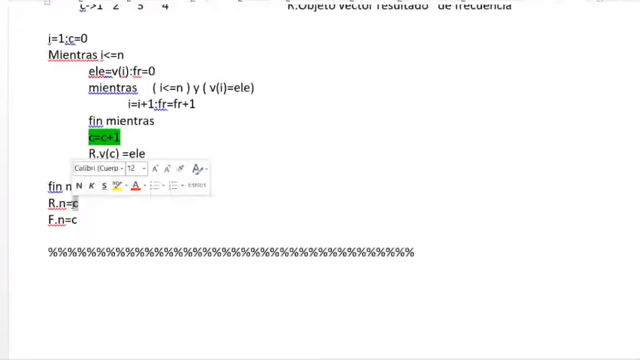 c->1 2 3 4 R.Objeto vector resultado de frecuencia
i=1:c=0
Mientras i<=n
ele=v(i):fr=0
mientras ( i<=n ) y ( v(i)=ele)
i=i+1:fr=fr+1
fin mientras
c=c+1
R.v(c) =ele
Calibri (Cuerp 12
fin
N K S
R.n=c
F.n=c
%%%%%%%%%%%%%%%%%%%%%%%%%%%%%%%%%%%%%%